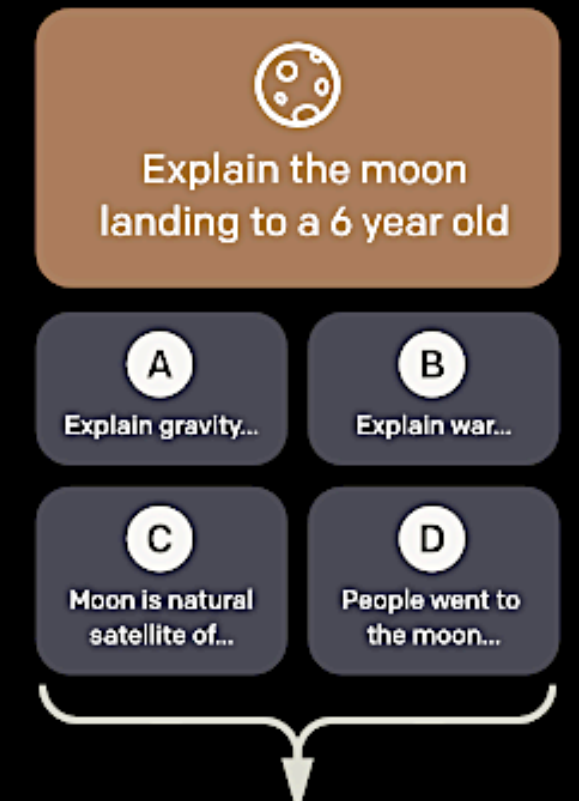 Explain the moon
landing to a 6 year old
A
Explain gravity...
B
Explain war...
C
Moon is natural
satellite of...
D
People went to
the moon...